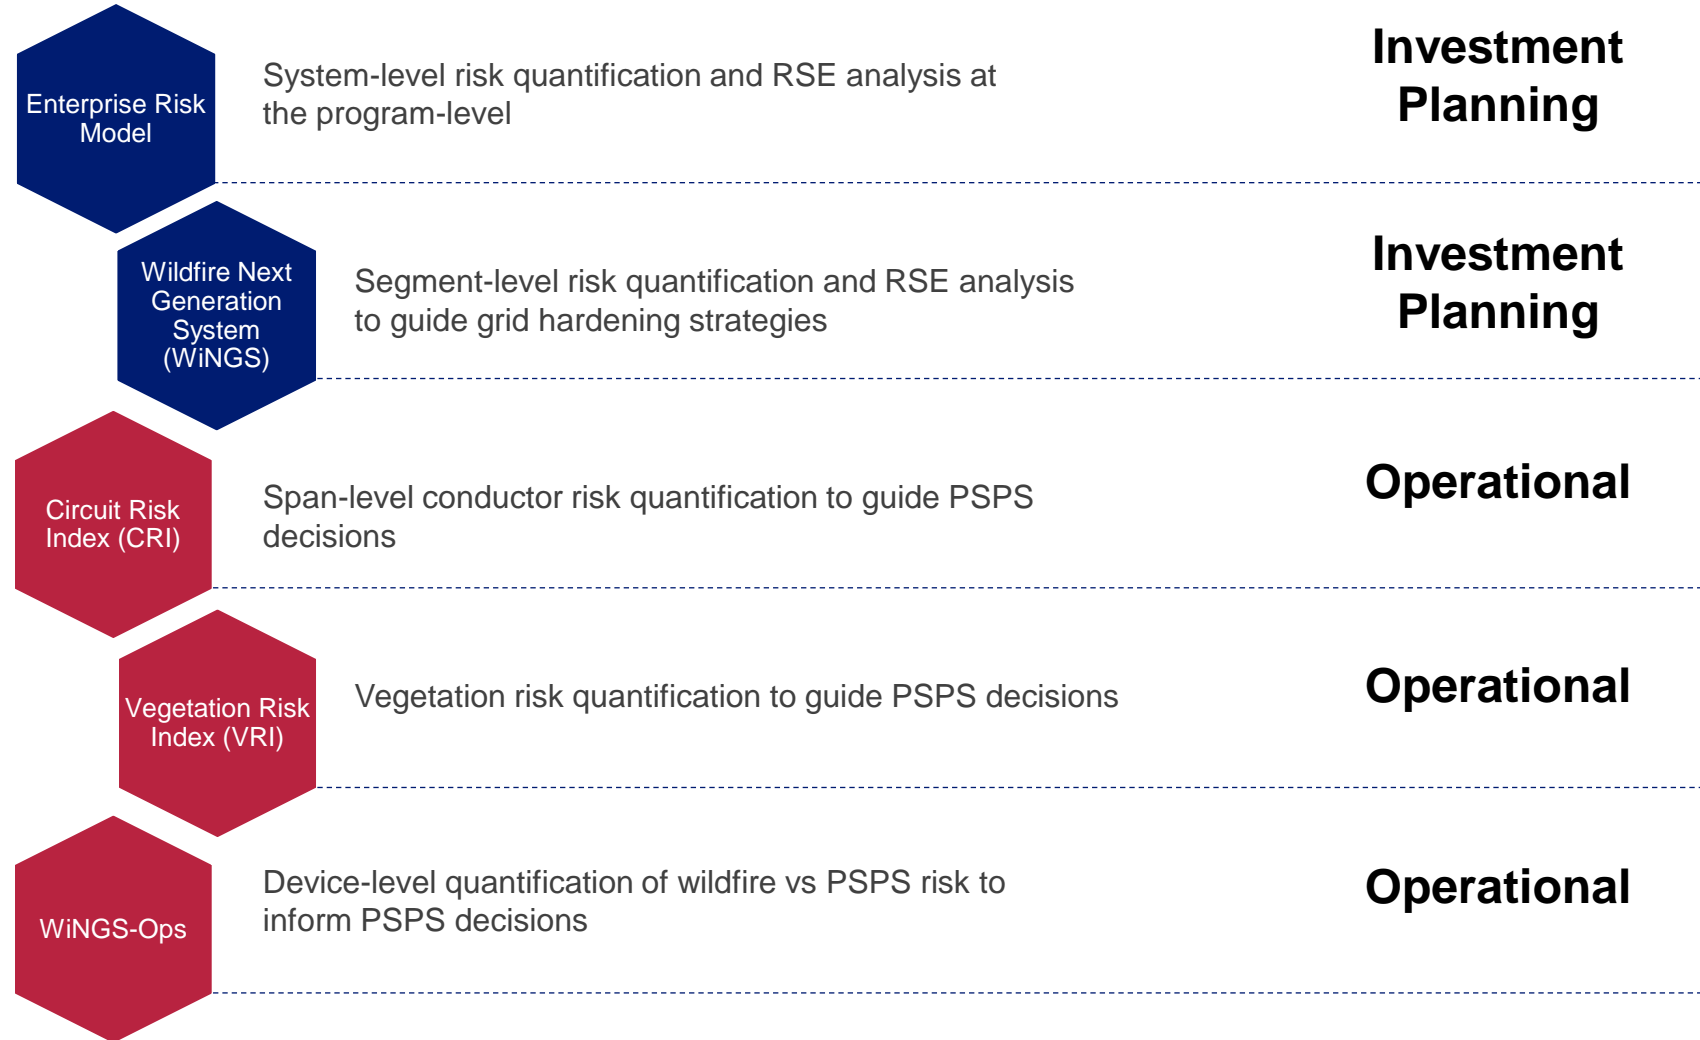 Enterprise Risk
Model
System-level risk quantification and RSE analysis at
the program-level
Investment
Planning
Wildfire Next
Generation
System
(WiNGS)
Segment-level risk quantification and RSE analysis
to guide grid hardening strategies
Investment
Planning
Circuit Risk
Index (CRI)
Span-level conductor risk quantification to guide PSPS
decisions
Operational
Vegetation Risk
Index (VRI)
Vegetation risk quantification to guide PSPS decisions
Operational
WiNGS-Ops
Device-level quantification of wildfire vs PSPS risk to
inform PSPS decisions
Operational